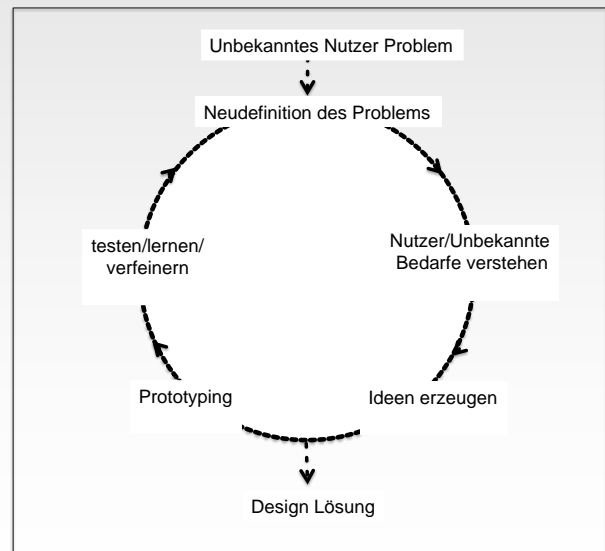 Unbekanntes Nutzer Problem
Neudefinition des Problems
Nutzer/Unbekannte
Bedarfe verstehen
Ideen erzeugen
Prototyping
testen/lernen/
verfeinern
Design Lösung